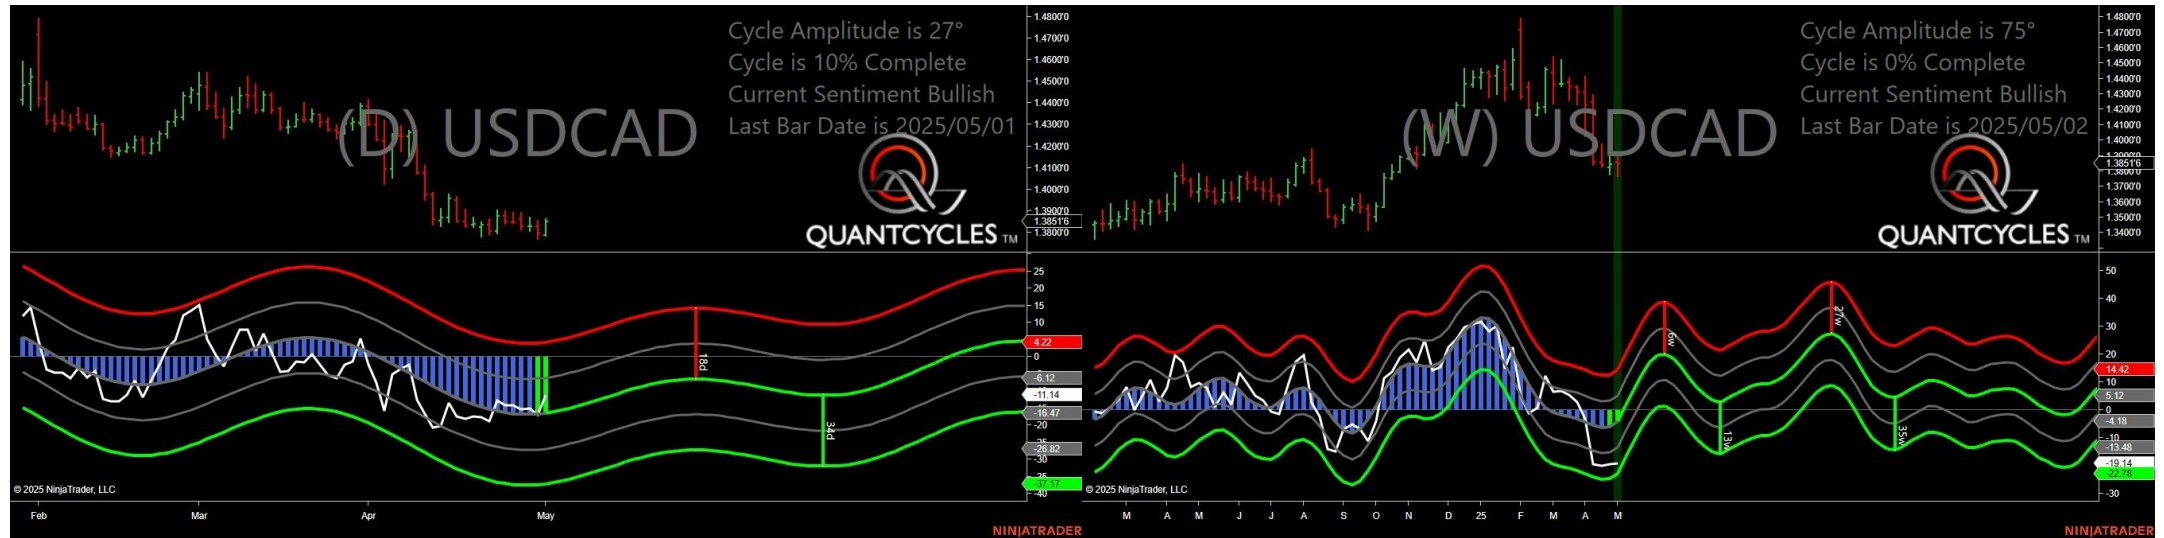 Cycle Amplitude is 27°
Cycle is 10% Complete
Current Sentiment Bullish
Last Bar Date is 2025/05/01
(D) USDCAD
QUANTCYCLES TM
1.4800'0
1.4700'0
1.4600'0
1.4500'0
1.4400'0
1.4300'0
1.4200'0
1.4100'0
1.4000'0
1.3900'0
1.3851'6
1.3800'0
25
20
15
10
4.22
0
-6.12
-11.14
-16.47
-20
-26.82
-30
-37.17
-40
18d
34d
© 2025 NinjaTrader, LLC
Feb Mar Apr May
NINJATRADER
Cycle Amplitude is 75°
Cycle is 0% Complete
Current Sentiment Bullish
Last Bar Date is 2025/05/02
(W) USDCAD
QUANTCYCLES TM
1.4800'0
1.4700'0
1.4600'0
1.4500'0
1.4400'0
1.4300'0
1.4200'0
1.4100'0
1.4000'0
1.3851'6
1.3800'0
1.3700'0
1.3600'0
1.3500'0
1.3400'0
50
40
30
20
14.42
10
5.12
0
-4.18
-10
-13.48
-19.14
-22.78
-30
6w
13w
27w
35w
© 2025 NinjaTrader, LLC
M A M J J A S O N D 25 F M A M
NINJATRADER